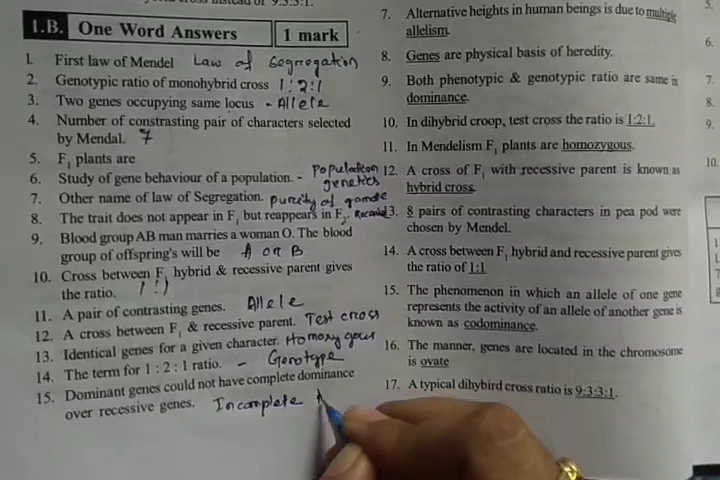 1.B. One Word Answers 1 mark
1. First law of Mendel Law of Segregation
2. Genotypic ratio of monohybrid cross 1:2:1
3. Two genes occupying same locus - Allele
4. Number of constrasting pair of characters selected
by Mendal. 7
5. F1 plants are
6. Study of gene behaviour of a population. - Population
genetics
7. Other name of law of Segregation. purity of gamete
8. The trait does not appear in F1 but reappears in F2.
9. Blood group AB man marries a woman O. The blood
group of offspring's will be A or B
10. Cross between F1 hybrid & recessive parent gives
the ratio. 1:1
11. A pair of contrasting genes. Allele
12. A cross between F1 & recessive parent. Test cross
13. Identical genes for a given character. Homozygous
14. The term for 1 : 2 : 1 ratio. - Genotype
15. Dominant genes could not have complete dominance
over recessive genes. Incomplete
7. Alternative heights in human beings is due to multiple
allelism.
8. Genes are physical basis of heredity.
9. Both phenotypic & genotypic ratio are same in
dominance.
10. In dihybrid croop, test cross the ratio is 1:2:1.
11. In Mendelism F1 plants are homozygous.
12. A cross of F1 with recessive parent is known as
hybrid cross.
13. 8 pairs of contrasting characters in pea pod were
chosen by Mendel.
14. A cross between F1 hybrid and recessive parent gives
the ratio of 1:1
15. The phenomenon in which an allele of one gene
represents the activity of an allele of another gene is
known as codominance.
16. The manner, genes are located in the chromosome
is ovate
17. A typical dihybird cross ratio is 9:3:3:1.
5.
6.
7.
8.
9.
10.